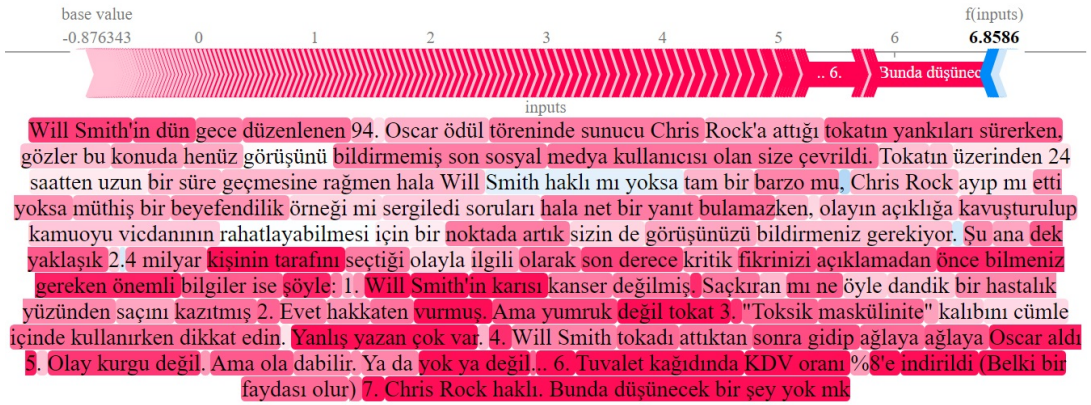 base value
f(inputs)
-0.876343 0 1 2 3 4 5 6 6.8586
.. 6. Bunda düşünec
inputs
Will Smith'in dün gece düzenlenen 94. Oscar ödül töreninde sunucu Chris Rock'a attığı tokatın yankıları sürerken,
gözler bu konuda henüz görüşünü bildirmemiş son sosyal medya kullanıcısı olan size çevrildi. Tokatın üzerinden 24
saatten uzun bir süre geçmesine rağmen hala Will Smith haklı mı yoksa tam bir barzo mu, Chris Rock ayıp mı etti
yoksa müthiş bir beyefendilik örneği mi sergiledi soruları hala net bir yanıt bulamazken, olayın açıklığa kavuşturulup
kamuoyu vicdanının rahatlayabilmesi için bir noktada artık sizin de görüşünüzü bildirmeniz gerekiyor. Şu ana dek
yaklaşık 2.4 milyar kişinin tarafını seçtiği olayla ilgili olarak son derece kritik fikrinizi açıklamadan önce bilmeniz
gereken önemli bilgiler ise şöyle: 1. Will Smith'in karısı kanser değilmiş. Saçkıran mı ne öyle dandik bir hastalık
yüzünden saçını kazıtmış 2. Evet hakkaten vurmuş. Ama yumruk değil tokat 3. "Toksik maskülinite" kalıbını cümle
içinde kullanırken dikkat edin. Yanlış yazan çok var. 4. Will Smith tokadı attıktan sonra gidip ağlaya ağlaya Oscar aldı
5. Olay kurgu değil. Ama ola dabilir. Ya da yok ya değil... 6. Tuvalet kağıdında KDV oranı %8'e indirildi (Belki bir
faydası olur) 7. Chris Rock haklı. Bunda düşünecek bir şey yok mk